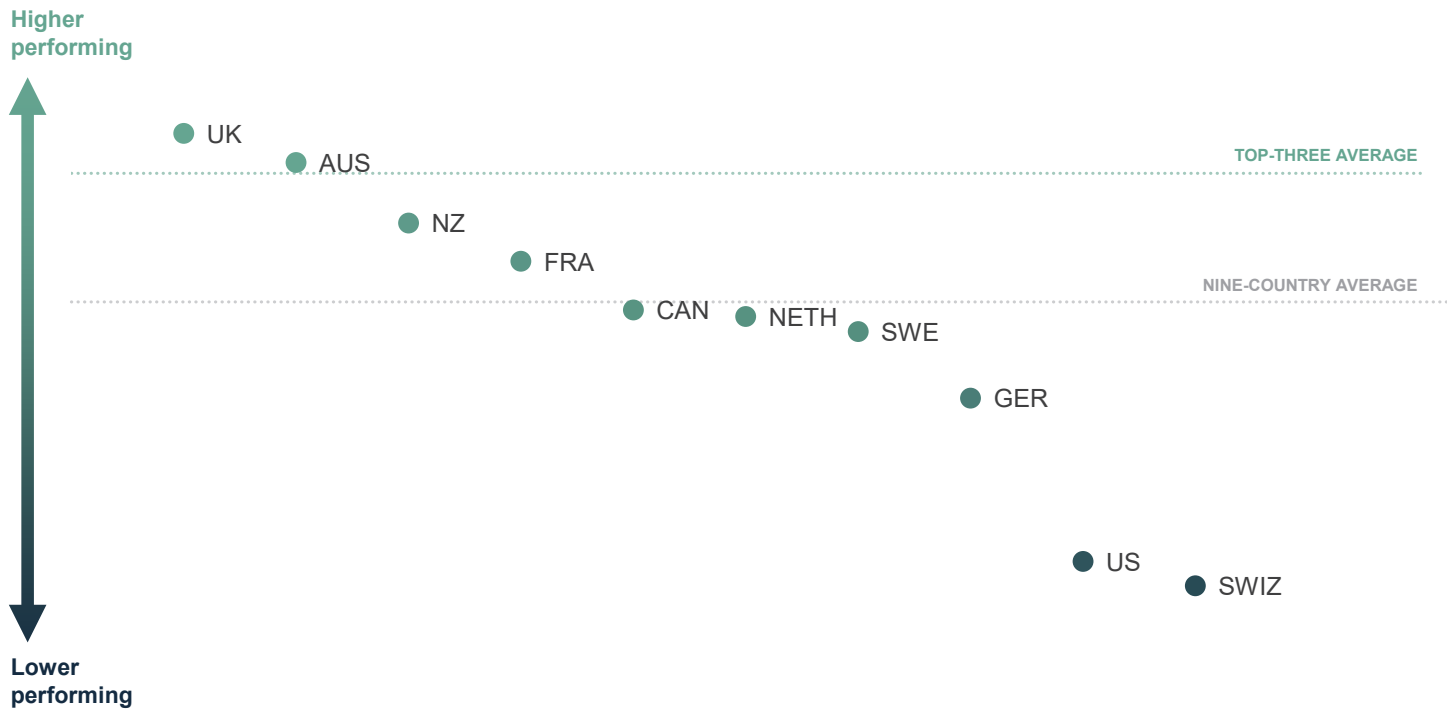 Higher
performing
UK
AUS
TOP-THREE AVERAGE
NZ
FRA
NINE-COUNTRY AVERAGE
CAN
NETH
SWE
GER
US
SWIZ
Lower
performing